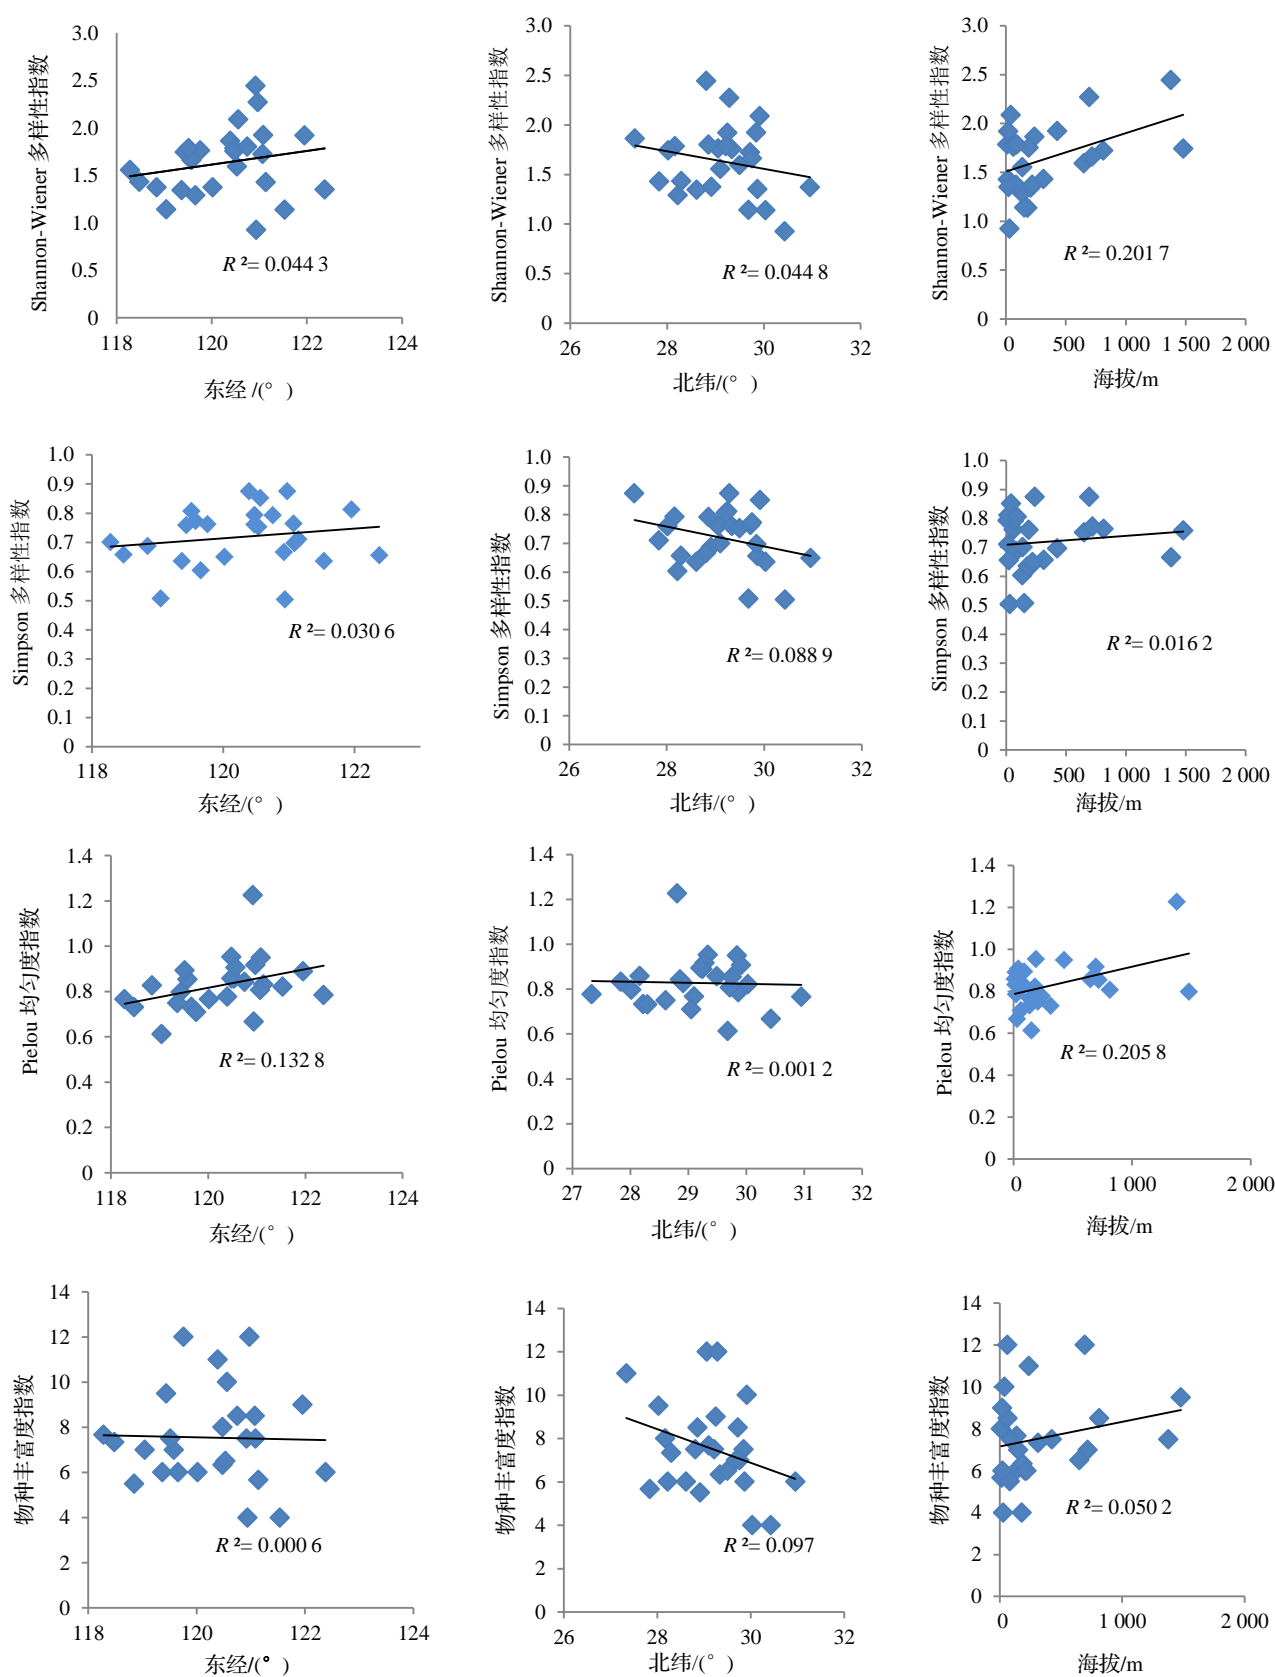 3.0
2.5
2.0
1.5
1.0
0.5
0
Shannon-Wiener 多样性指数
R ²= 0.044 3
118 120 122 124
东经 /(° )
3.0
2.5
2.0
1.5
1.0
0.5
0
Shannon-Wiener 多样性指数
R ²= 0.044 8
26 28 30 32
北纬/(° )
3.0
2.5
2.0
1.5
1.0
0.5
0
Shannon-Wiener 多样性指数
R ²= 0.201 7
0 500 1 000 1 500 2 000
海拔/m
1.0
0.9
0.8
0.7
0.6
0.5
0.4
0.3
0.2
0.1
0
Simpson 多样性指数
R ²= 0.030 6
118 120 122
东经/(° )
1.0
0.9
0.8
0.7
0.6
0.5
0.4
0.3
0.2
0.1
0
Simpson 多样性指数
R ²= 0.088 9
26 28 30 32
北纬/(° )
1.0
0.9
0.8
0.7
0.6
0.5
0.4
0.3
0.2
0.1
0
Simpson 多样性指数
R ²= 0.016 2
0 500 1 000 1 500 2 000
海拔/m
1.4
1.2
1.0
0.8
0.6
0.4
0.2
0
Pielou 均匀度指数
R ²= 0.132 8
118 120 122 124
东经/(° )
1.4
1.2
1.0
0.8
0.6
0.4
0.2
0
Pielou 均匀度指数
R ²= 0.001 2
27 28 29 30 31 32
北纬/(° )
1.4
1.2
1.0
0.8
0.6
0.4
0.2
0
Pielou 均匀度指数
R ²= 0.205 8
0 1 000 2 000
海拔/m
14
12
10
8
6
4
2
0
物种丰富度指数
R ²= 0.000 6
118 120 122 124
东经/(° )
14
12
10
8
6
4
2
0
物种丰富度指数
R ²= 0.097
26 28 30 32
北纬/(° )
14
12
10
8
6
4
2
0
物种丰富度指数
R ²= 0.050 2
0 1 000 2 000
海拔/m